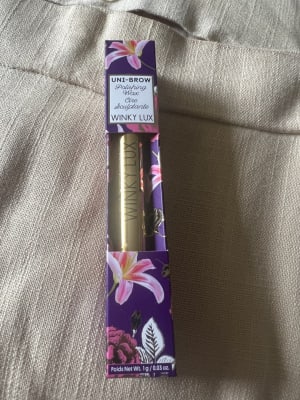 UNI-BROW
Polishing
Wax
Cire
Sculptante
WINKY LUX
WINKY LUX
Poids Net Wt. 1g / 0.03 oz.